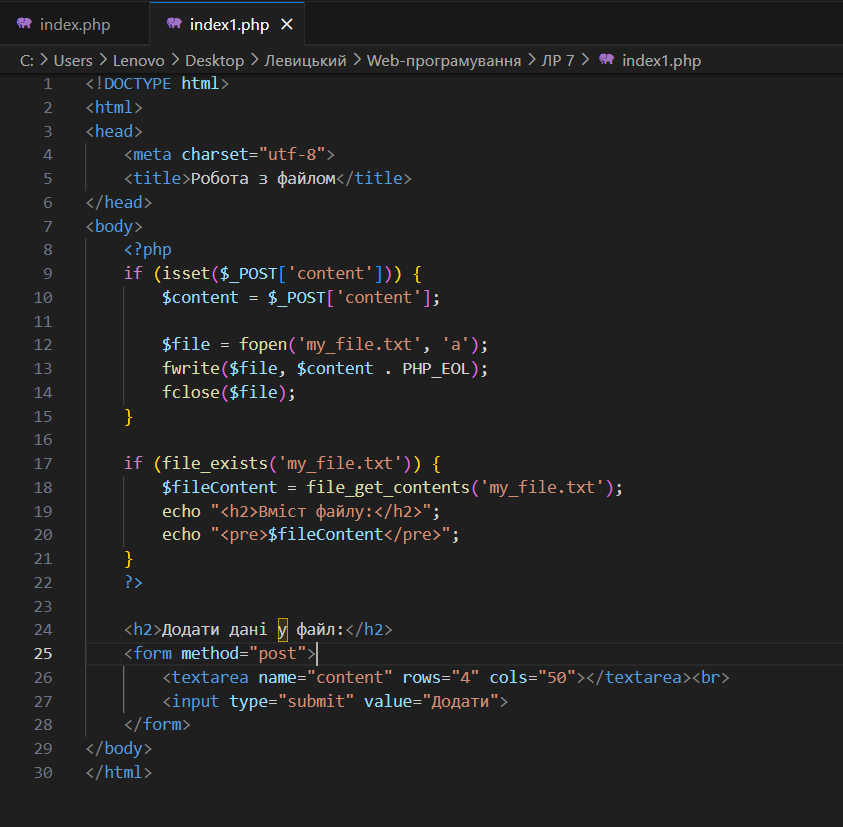 index.php index1.php ×
C: > Users > Lenovo > Desktop > Левицький > Web-програмування > ЛР 7 > index1.php
1 <!DOCTYPE html>
2 <html>
3 <head>
4     <meta charset="utf-8">
5     <title>Робота з файлом</title>
6 </head>
7 <body>
8     <?php
9     if (isset($_POST['content'])) {
10         $content = $_POST['content'];
11
12         $file = fopen('my_file.txt', 'a');
13         fwrite($file, $content . PHP_EOL);
14         fclose($file);
15     }
16
17     if (file_exists('my_file.txt')) {
18         $fileContent = file_get_contents('my_file.txt');
19         echo "<h2>Вміст файлу:</h2>";
20         echo "<pre>$fileContent</pre>";
21     }
22     ?>
23
24     <h2>Додати дані у файл:</h2>
25     <form method="post">
26         <textarea name="content" rows="4" cols="50"></textarea><br>
27         <input type="submit" value="Додати">
28     </form>
29 </body>
30 </html>